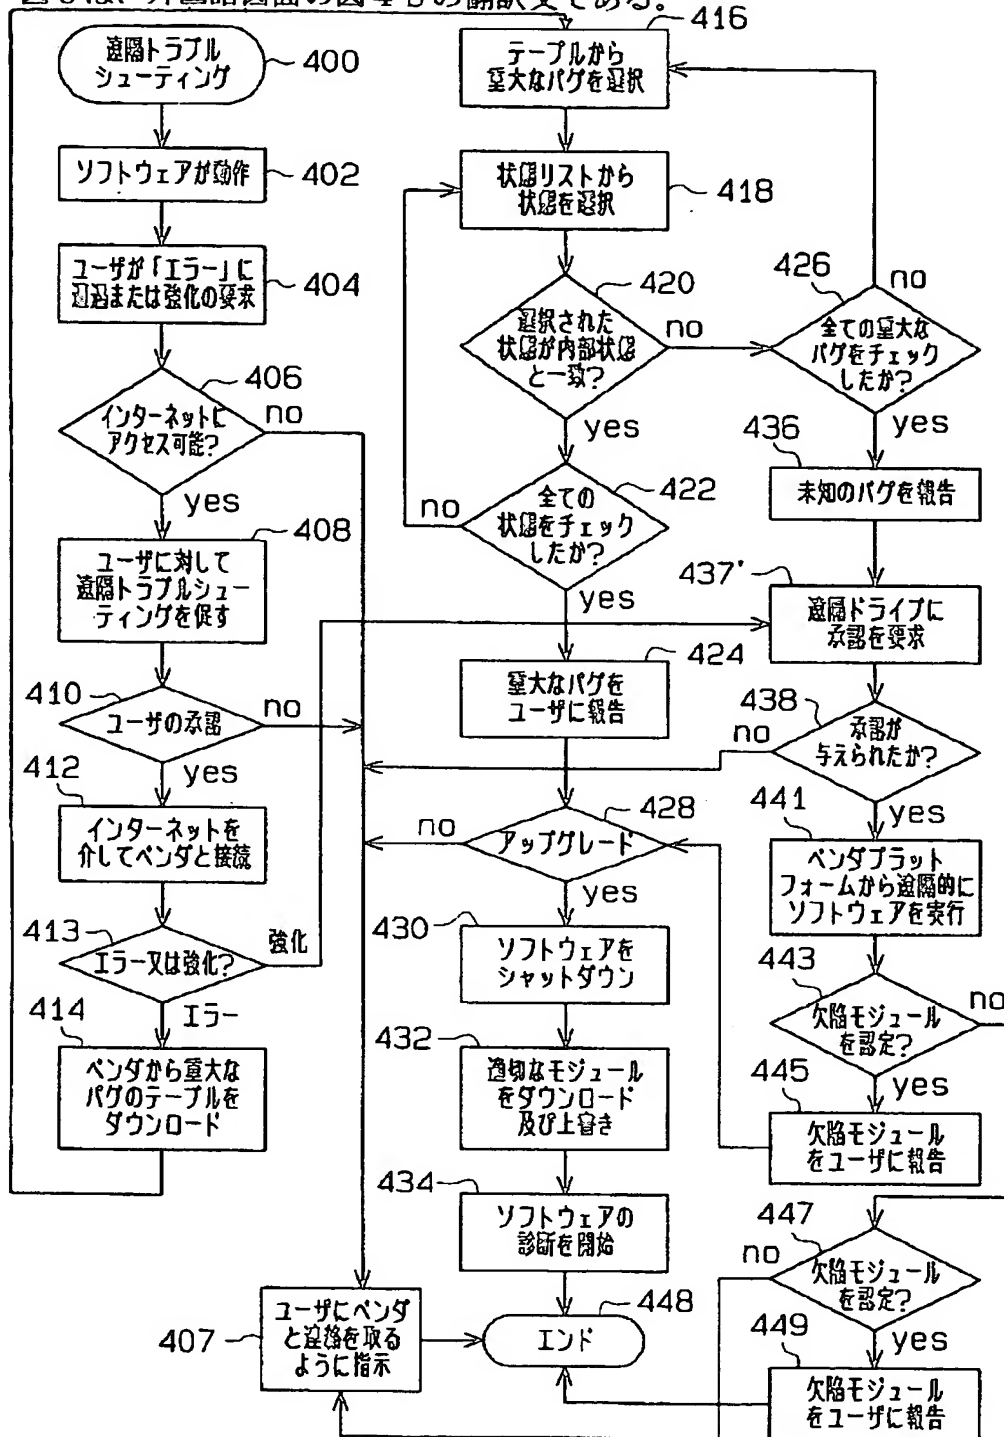 遠隔トラブル
シューティング
400
ソフトウェアが動作
402
ユーザが「エラー」に
遭遇または強化の要求
404
406
インターネットに
アクセス可能?
no
yes
408
ユーザに対して
遠隔トラブルシュー
ティングを促す
410
ユーザの承認
no
yes
412
インターネットを
介してベンダと接続
413
エラー又は強化?
強化
エラー
414
ベンダから重大な
バグのテーブルを
ダウンロード
416
テーブルから
重大なバグを選択
状態リストから
状態を選択
418
420
選択された
状態が内部状態
と一致?
no
yes
422
全ての
状態をチェック
したか?
no
yes
424
重大なバグを
ユーザに報告
428
アップグレード
no
yes
430
ソフトウェアを
シャットダウン
432
適切なモジュール
をダウンロード
及び上書き
434
ソフトウェアの
診断を開始
448
エンド
407
ユーザにベンダ
と連絡を取る
ように指示
426
no
全ての重大な
バグをチェック
したか?
yes
436
未知のバグを報告
437'
遠隔ドライブに
承認を要求
438
no
承認が
与えられたか?
yes
441
ベンダプラット
フォームから遠隔的に
ソフトウェアを実行
443
欠陥モジュール
を認定?
no
yes
445
欠陥モジュール
をユーザに報告
447
no
欠陥モジュール
を認定?
yes
449
欠陥モジュール
をユーザに報告